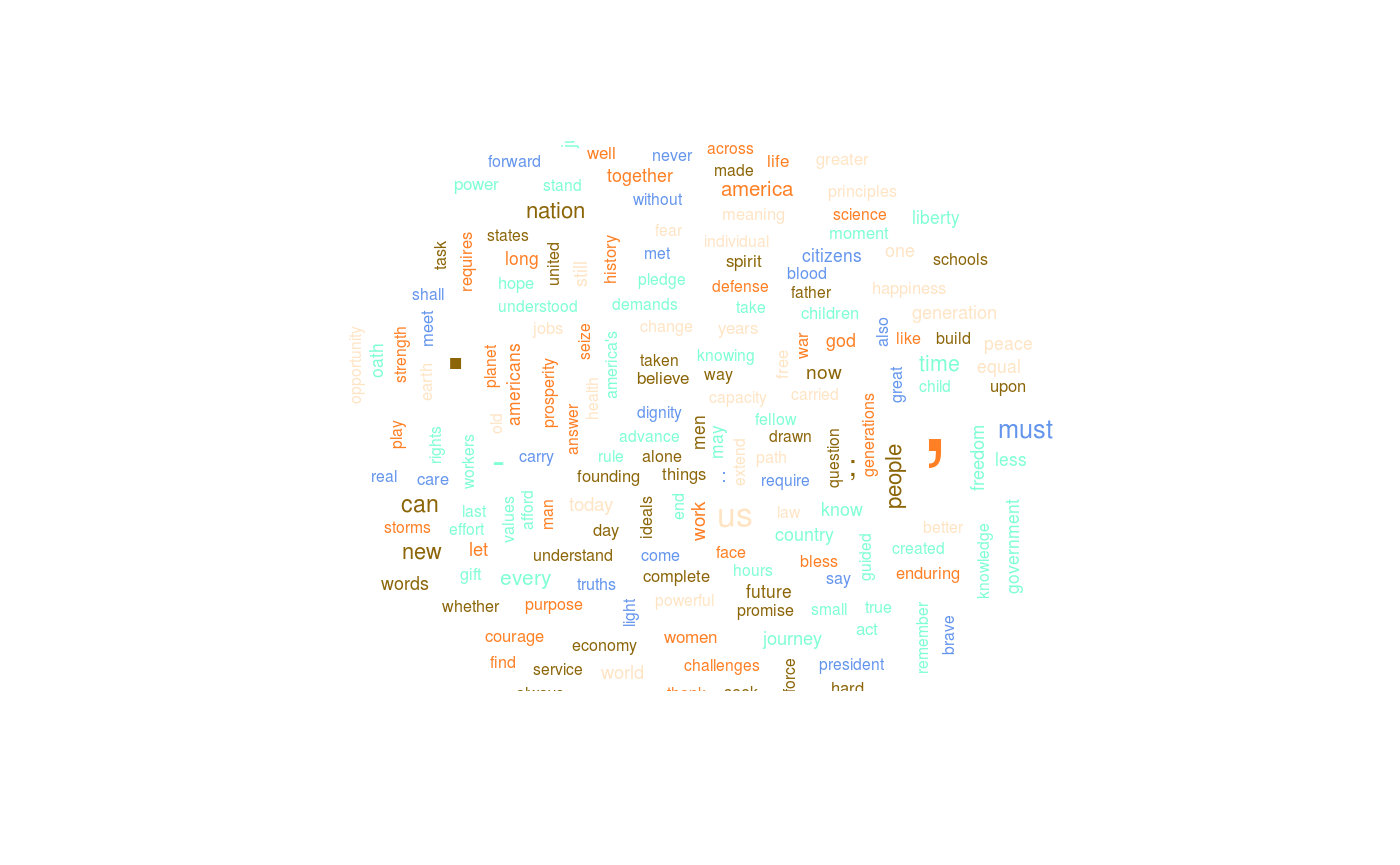 well never across life greater
forward together made america
power stand without principles
nation meaning science liberty
states fear individual moment
task requires long united still history met spirit citizens one schools
hope pledge defense blood father happiness
shall understood demands take children generation
meet jobs seize change years war god also like build peace
opportunity oath strength earth . planet americans prosperity america's taken knowing free now time equal
believe way great child upon
old answer health dignity capacity carried
play rights workers advance men may fellow drawn question generations people , freedom must
- carry rule alone extend path ; less
real care founding things : require
can last values afford man today ideals end work us law know
storms effort day country guided better knowledge government
new let understand come face bless created
words gift every truths complete hours say enduring
whether purpose light powerful future promise small true remember brave
courage economy women journey act
find service world challenges force president
always thank seek hard